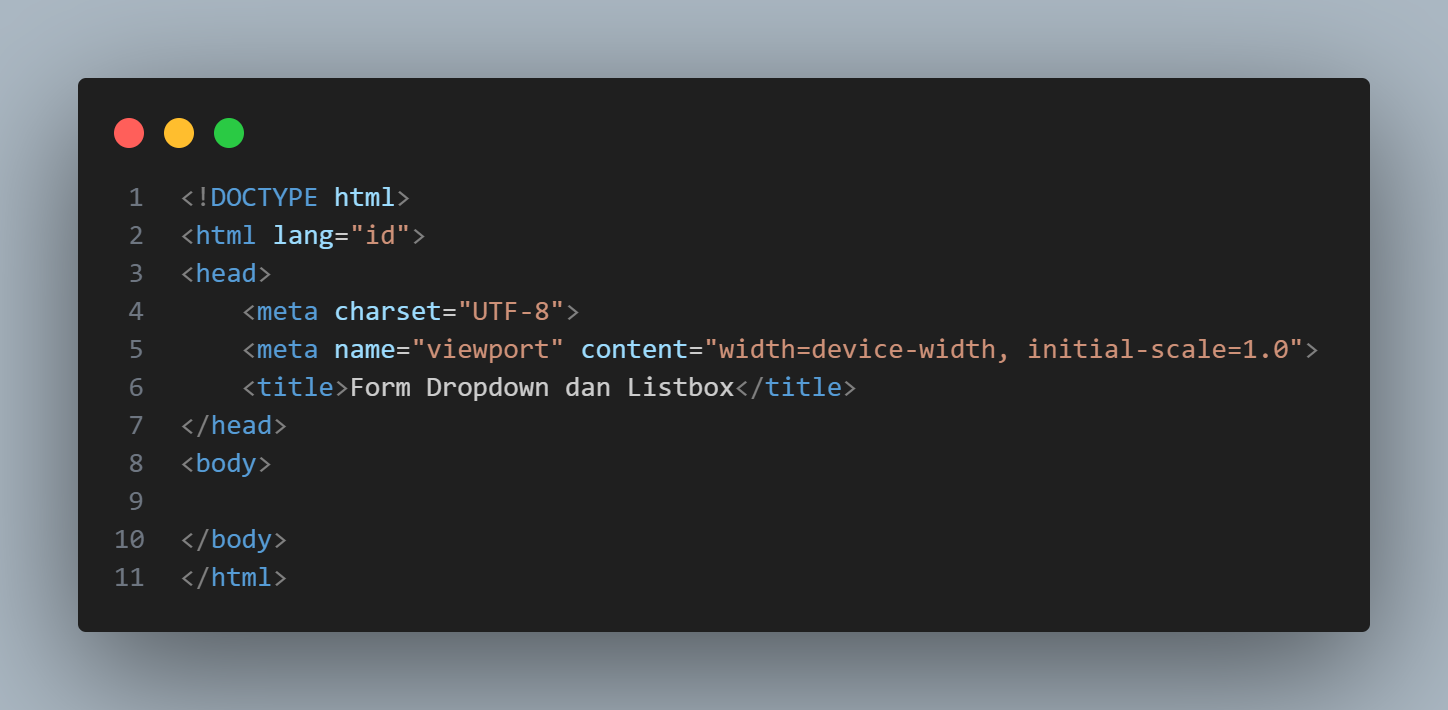 1 <!DOCTYPE html>
2 <html lang="id">
3 <head>
4     <meta charset="UTF-8">
5     <meta name="viewport" content="width=device-width, initial-scale=1.0">
6     <title>Form Dropdown dan Listbox</title>
7 </head>
8 <body>
9
10 </body>
11 </html>